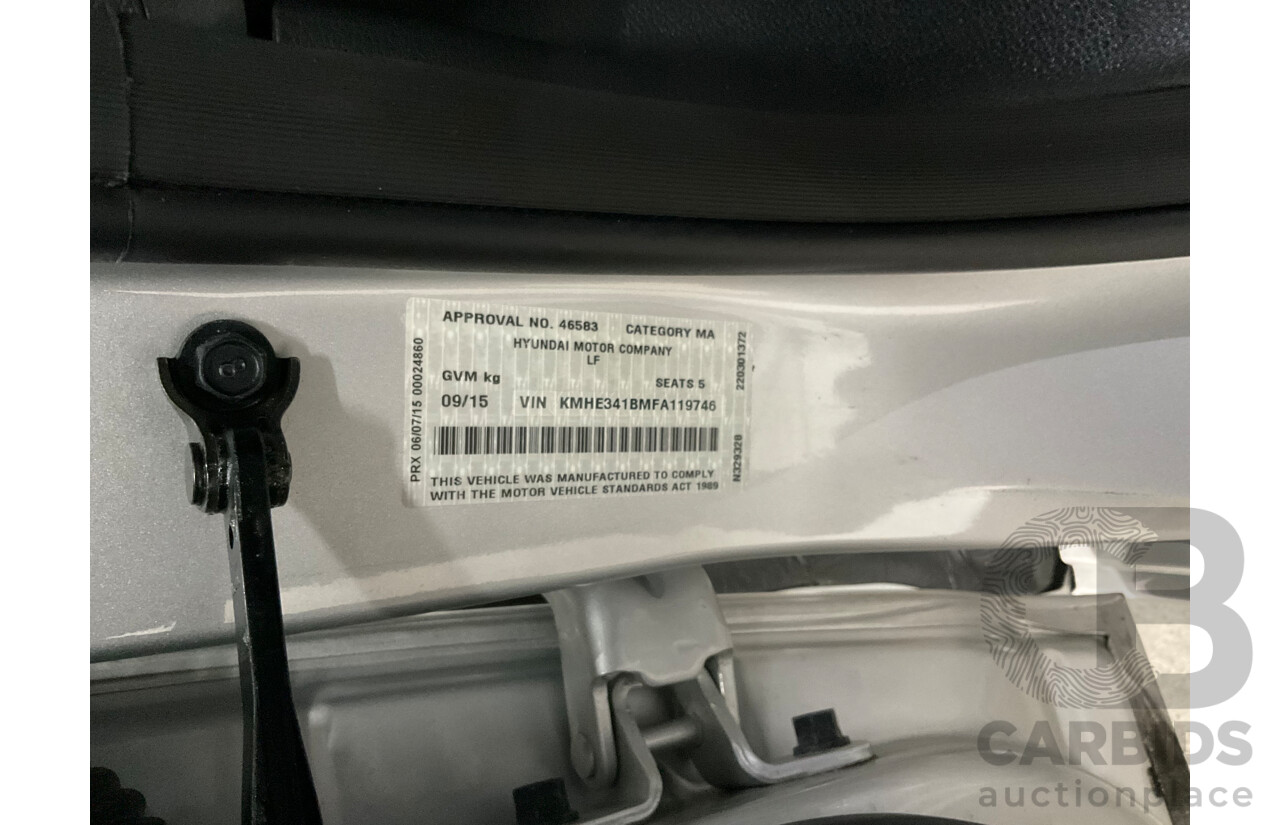 APPROVAL NO. 46583 CATEGORY MA
HYUNDAI MOTOR COMPANY
LF
GVM kg SEATS 5
09/15 VIN KMHE341BMFA119746
THIS VEHICLE WAS MANUFACTURED TO COMPLY
WITH THE MOTOR VEHICLE STANDARDS ACT 1989
PRX 06/07/15 00024860
220301372
N329320
CARBIDS
auctionplace